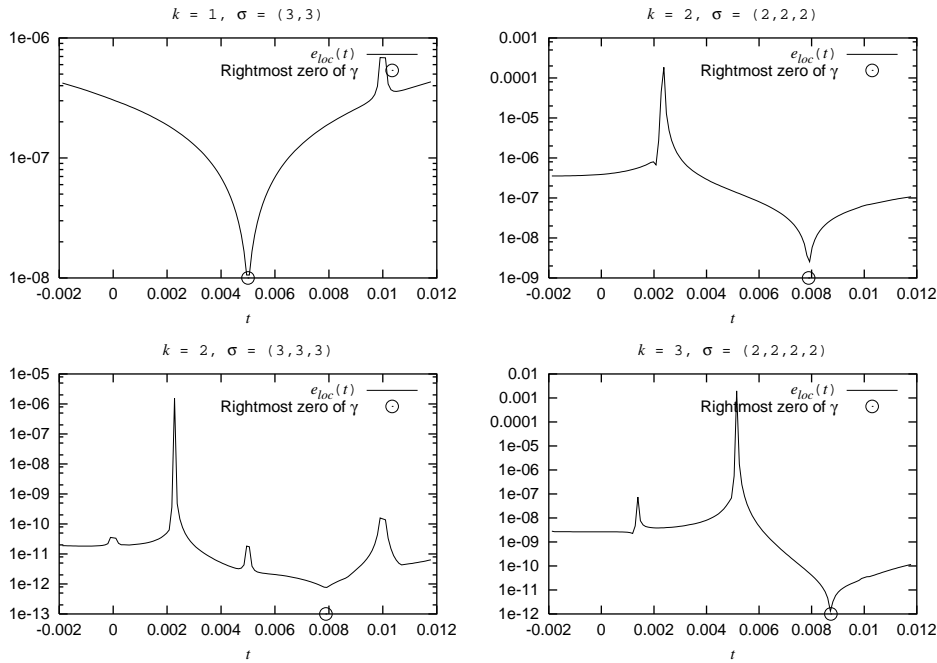 k = 1, σ = (3,3)
1e-06
1e-07
1e-08
-0.002 0 0.002 0.004 0.006 0.008 0.01 0.012
t
e_loc(t)
Rightmost zero of γ
k = 2, σ = (2,2,2)
0.001
0.0001
1e-05
1e-06
1e-07
1e-08
1e-09
-0.002 0 0.002 0.004 0.006 0.008 0.01 0.012
t
e_loc(t)
Rightmost zero of γ
k = 2, σ = (3,3,3)
1e-05
1e-06
1e-07
1e-08
1e-09
1e-10
1e-11
1e-12
1e-13
-0.002 0 0.002 0.004 0.006 0.008 0.01 0.012
t
e_loc(t)
Rightmost zero of γ
k = 3, σ = (2,2,2,2)
0.01
0.001
0.0001
1e-05
1e-06
1e-07
1e-08
1e-09
1e-10
1e-11
1e-12
-0.002 0 0.002 0.004 0.006 0.008 0.01 0.012
t
e_loc(t)
Rightmost zero of γ